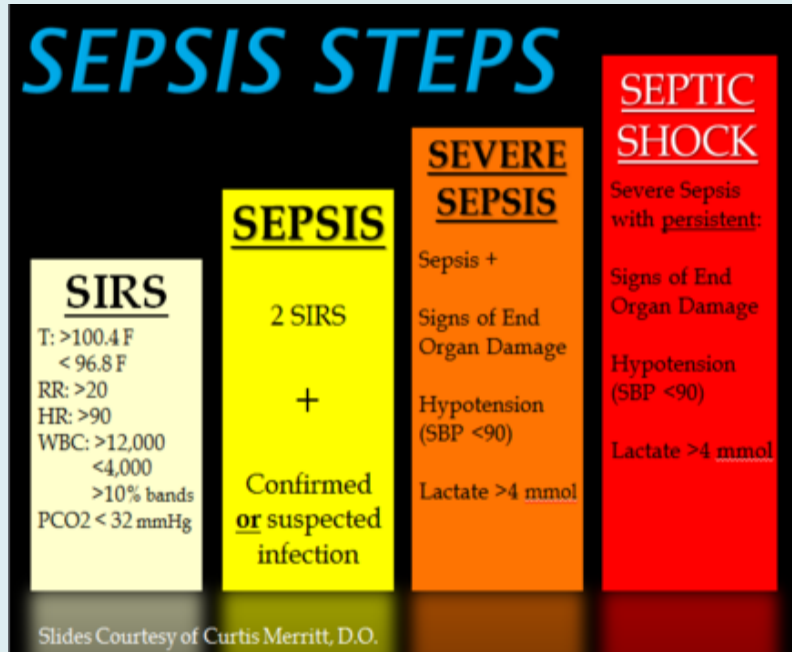 SEPSIS STEPS
SIRS
T: >100.4 F
< 96.8 F
RR: >20
HR: >90
WBC: >12,000
<4,000
>10% bands
PCO2 < 32 mmHg
SEPSIS
2 SIRS
+
Confirmed
or suspected
infection
SEVERE
SEPSIS
Sepsis +
Signs of End
Organ Damage
Hypotension
(SBP <90)
Lactate >4 mmol
SEPTIC
SHOCK
Severe Sepsis
with persistent:
Signs of End
Organ Damage
Hypotension
(SBP <90)
Lactate >4 mmol
Slides Courtesy of Curtis Merritt, D.O.